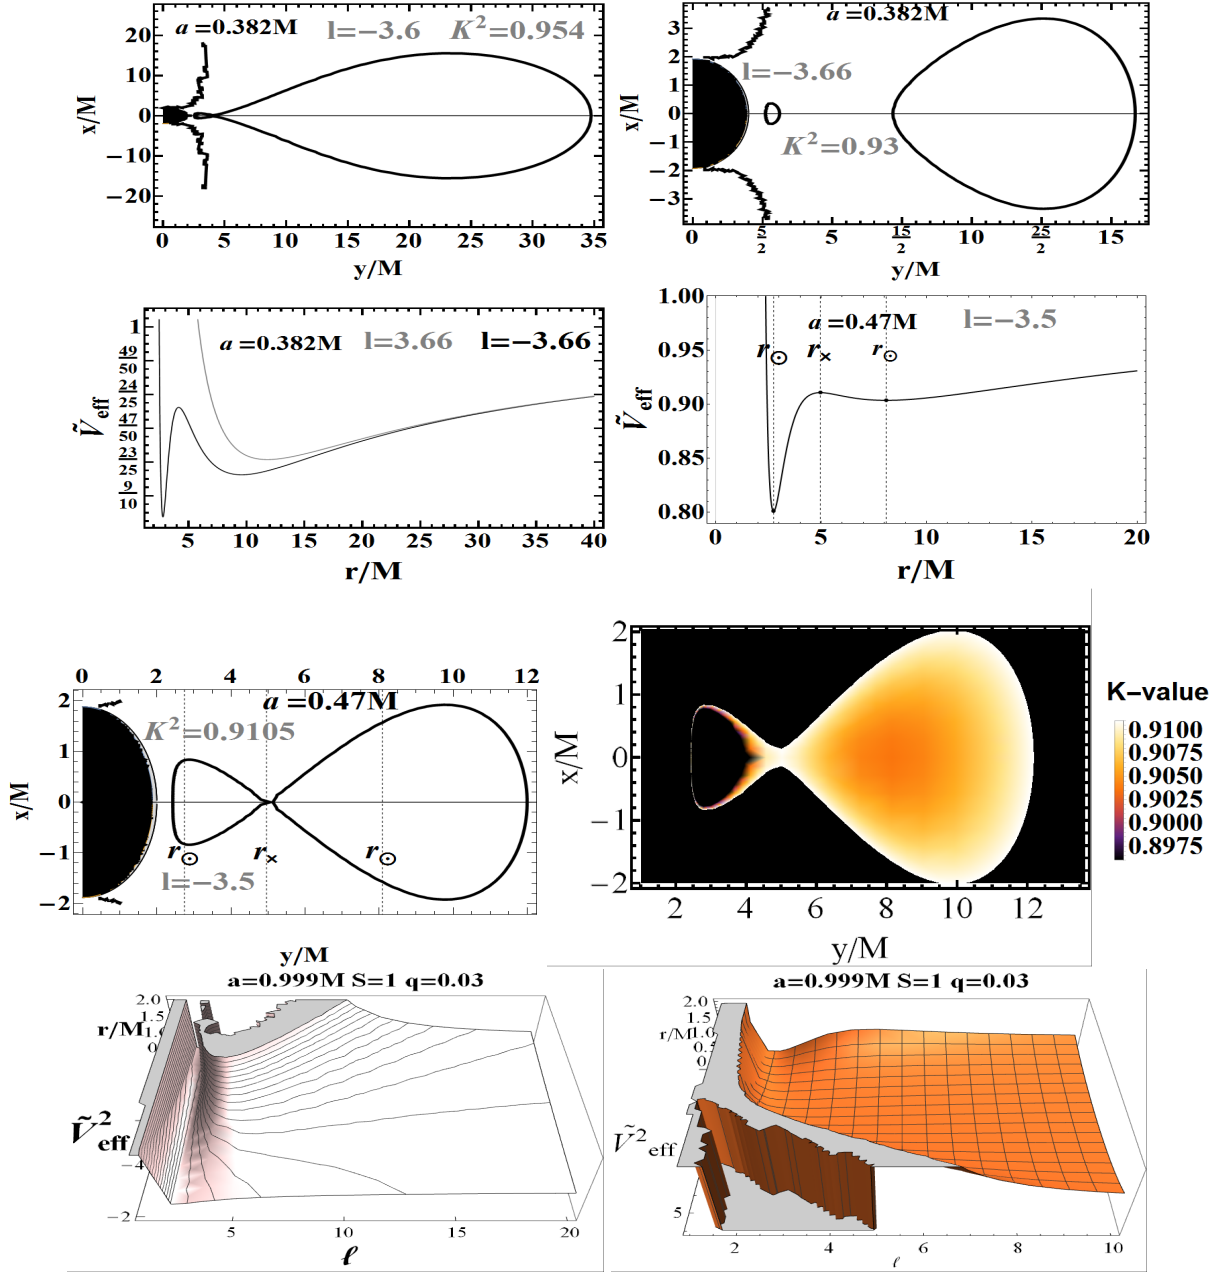 a =0.382M l=−3.6 K²=0.954
20
10
0
−10
−20
x/M
0 5 10 15 20 25 30 35
y/M
a =0.382M
l=−3.66
K²=0.93
3
2
1
0
−1
−2
−3
x/M
0 5/2 5 15/2 10 25/2 15
y/M
a =0.382M l=3.66 l=−3.66
1
49/50
24/25
47/50
23/25
9/10
Ṽeff
5 10 15 20 25 30 35 40
r/M
a =0.47M l=−3.5
r⊙ r× r⊙
1.00
0.95
0.90
0.85
0.80
Ṽeff
0 5 10 15 20
r/M
0 2 4 6 8 10 12
a =0.47M
K²=0.9105
2
1
0
−1
−2
x/M
r⊙ r× r⊙
l=−3.5
y/M
2
1
0
−1
−2
x/M
2 4 6 8 10 12
y/M
K−value
0.9100
0.9075
0.9050
0.9025
0.9000
0.8975
a=0.999M S=1 q=0.03
2.0
r/M
1.0
0
Ṽ²eff
−4
−2
5 10 15 20
ℓ
a=0.999M S=1 q=0.03
2.0
1.5
r/M
1.0
0.5
0
Ṽ²eff
5
2 4 6 8 10
ℓ